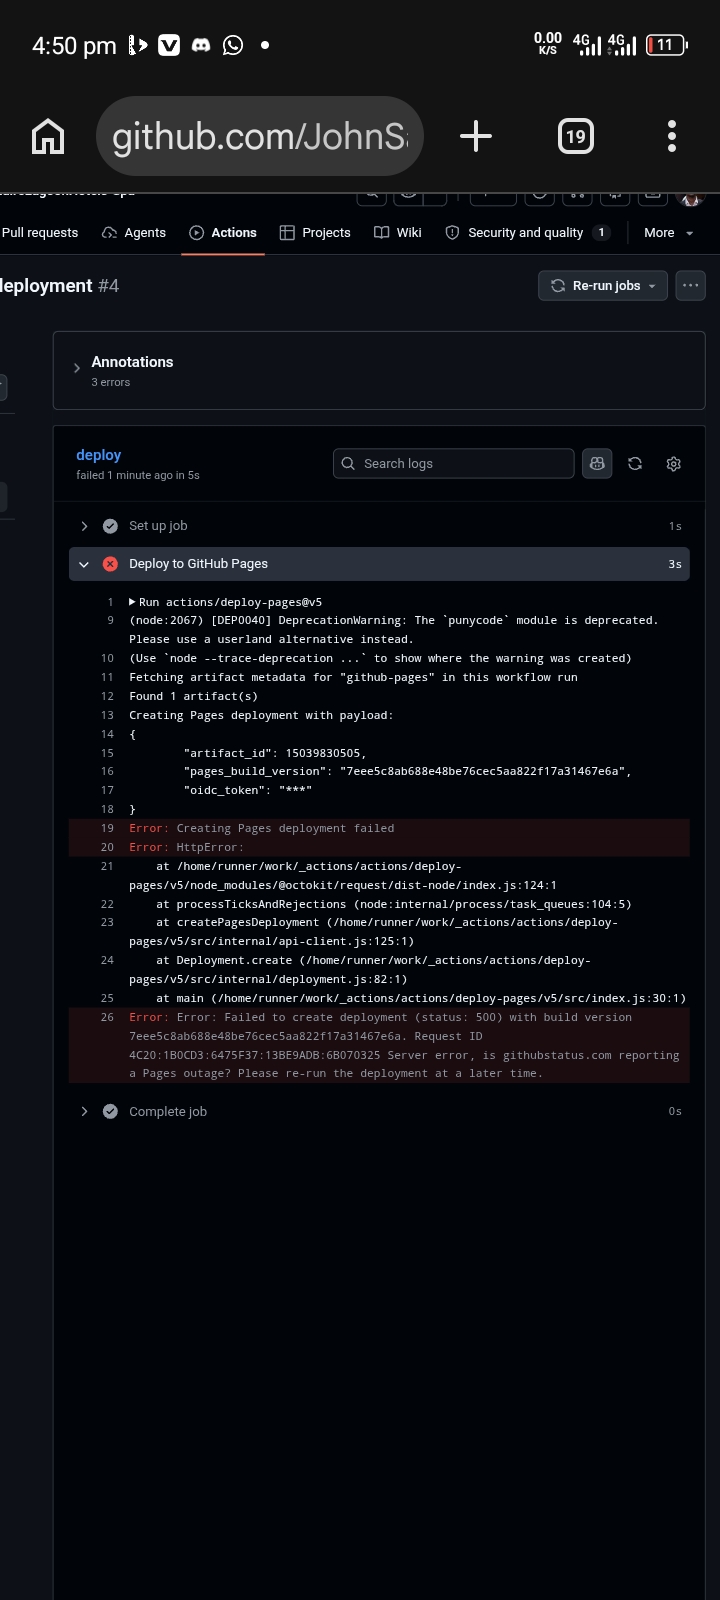 4:50 pm
0.00 K/S 4G 4G 11
github.com/JohnSa
19
Pull requests Agents Actions Projects Wiki Security and quality 1 More
deployment #4
Re-run jobs
Annotations
3 errors
deploy
failed 1 minute ago in 5s
Search logs
Set up job 1s
Deploy to GitHub Pages 3s
1 Run actions/deploy-pages@v5
9 (node:2067) [DEP0040] DeprecationWarning: The `punycode` module is deprecated.
Please use a userland alternative instead.
10 (Use `node --trace-deprecation ...` to show where the warning was created)
11 Fetching artifact metadata for "github-pages" in this workflow run
12 Found 1 artifact(s)
13 Creating Pages deployment with payload:
14 {
15 "artifact_id": 15039830505,
16 "pages_build_version": "7eee5c8ab688e48be76cec5aa822f17a31467e6a",
17 "oidc_token": "***"
18 }
19 Error: Creating Pages deployment failed
20 Error: HttpError:
21 at /home/runner/work/_actions/actions/deploy-
pages/v5/node_modules/@octokit/request/dist-node/index.js:124:1
22 at processTicksAndRejections (node:internal/process/task_queues:104:5)
23 at createPagesDeployment (/home/runner/work/_actions/actions/deploy-
pages/v5/src/internal/api-client.js:125:1)
24 at Deployment.create (/home/runner/work/_actions/actions/deploy-
pages/v5/src/internal/deployment.js:82:1)
25 at main (/home/runner/work/_actions/actions/deploy-pages/v5/src/index.js:30:1)
26 Error: Error: Failed to create deployment (status: 500) with build version
7eee5c8ab688e48be76cec5aa822f17a31467e6a. Request ID
4C20:1B0CD3:6475F37:13BE9ADB:6B070325 Server error, is githubstatus.com reporting
a Pages outage? Please re-run the deployment at a later time.
Complete job 0s